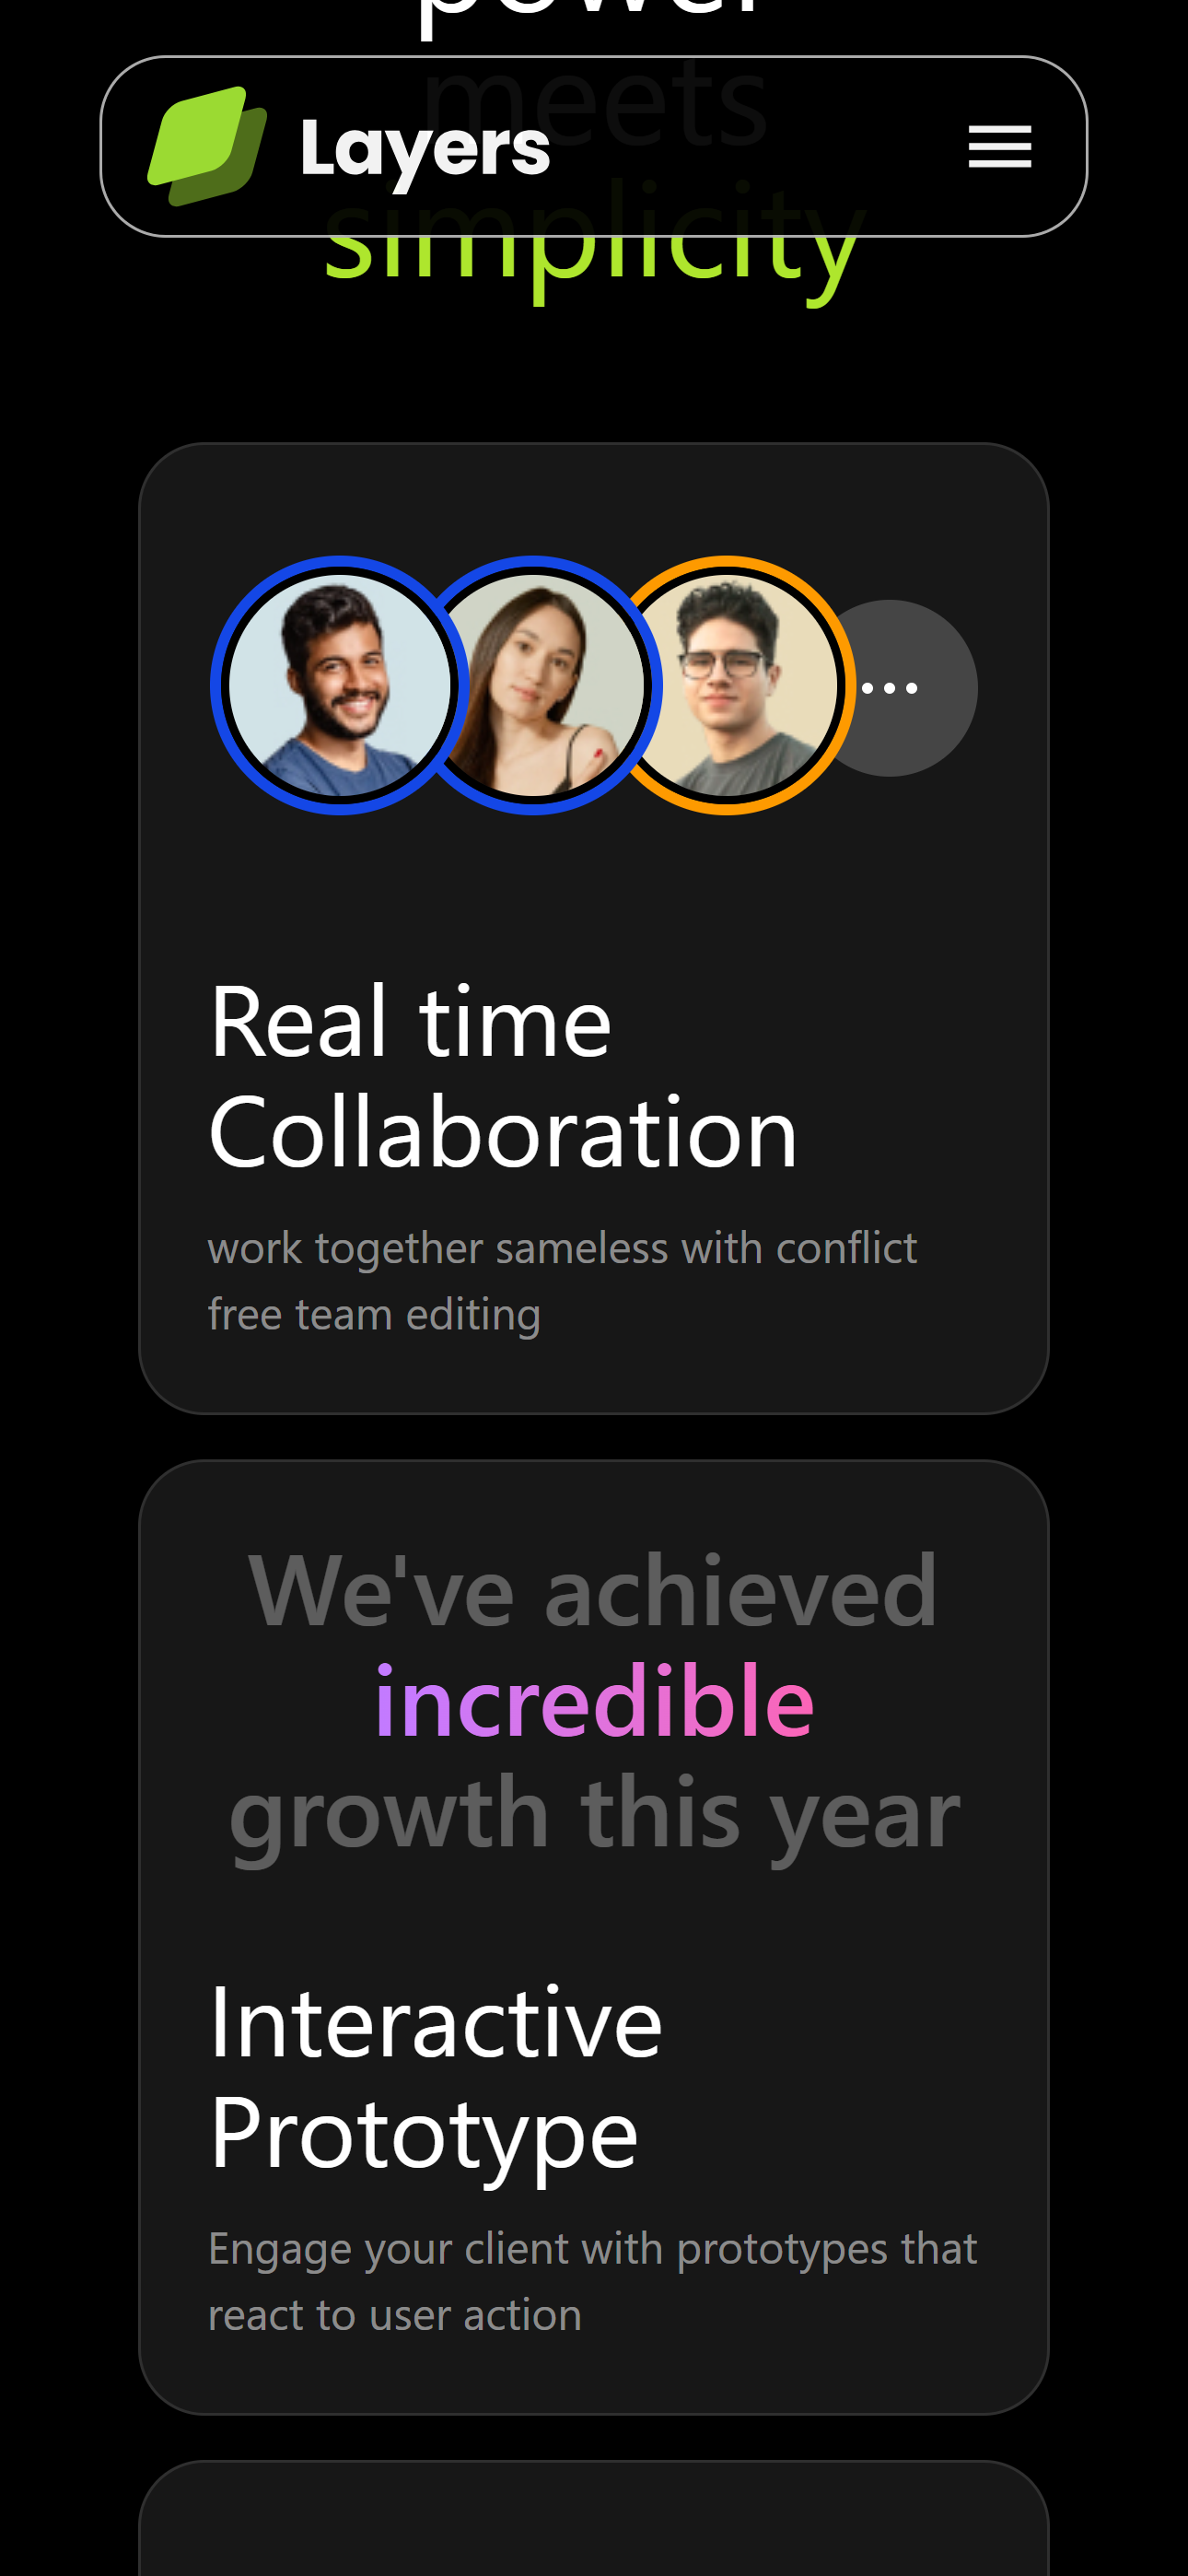 power
meets
Layers
simplicity
Real time
Collaboration
work together sameless with conflict
free team editing
We've achieved
incredible
growth this year
Interactive
Prototype
Engage your client with prototypes that
react to user action